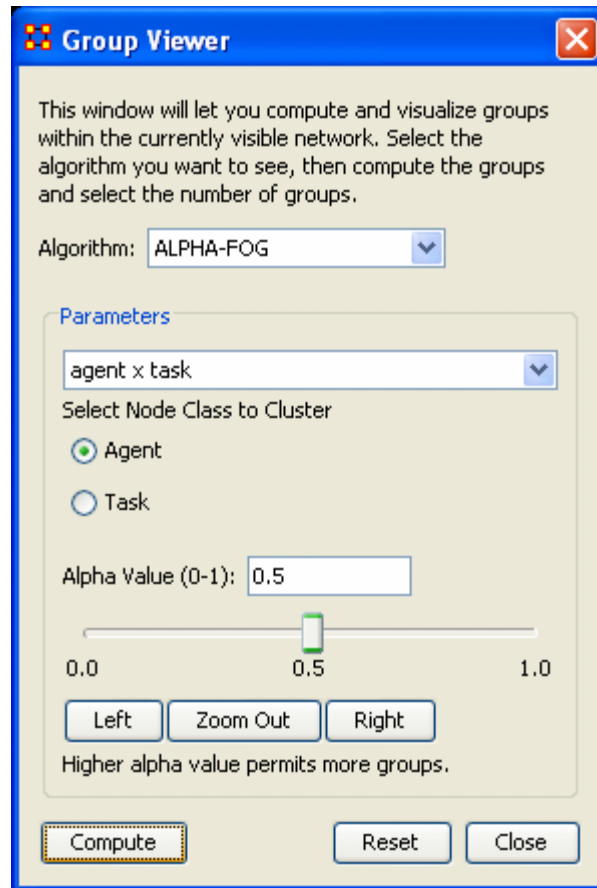 Group Viewer
This window will let you compute and visualize groups
within the currently visible network. Select the
algorithm you want to see, then compute the groups
and select the number of groups.
Algorithm: ALPHA-FOG
Parameters
agent x task
Select Node Class to Cluster
Agent
Task
Alpha Value (0-1): 0.5
0.0 0.5 1.0
Left Zoom Out Right
Higher alpha value permits more groups.
Compute Reset Close